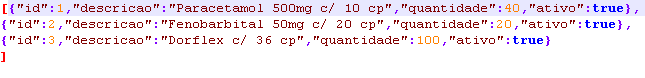 [{"id":1,"descricao":"Paracetamol 500mg c/ 10 cp","quantidade":40,"ativo":true},
{"id":2,"descricao":"Fenobarbital 50mg c/ 20 cp","quantidade":20,"ativo":true},
{"id":3,"descricao":"Dorflex c/ 36 cp","quantidade":100,"ativo":true}
]